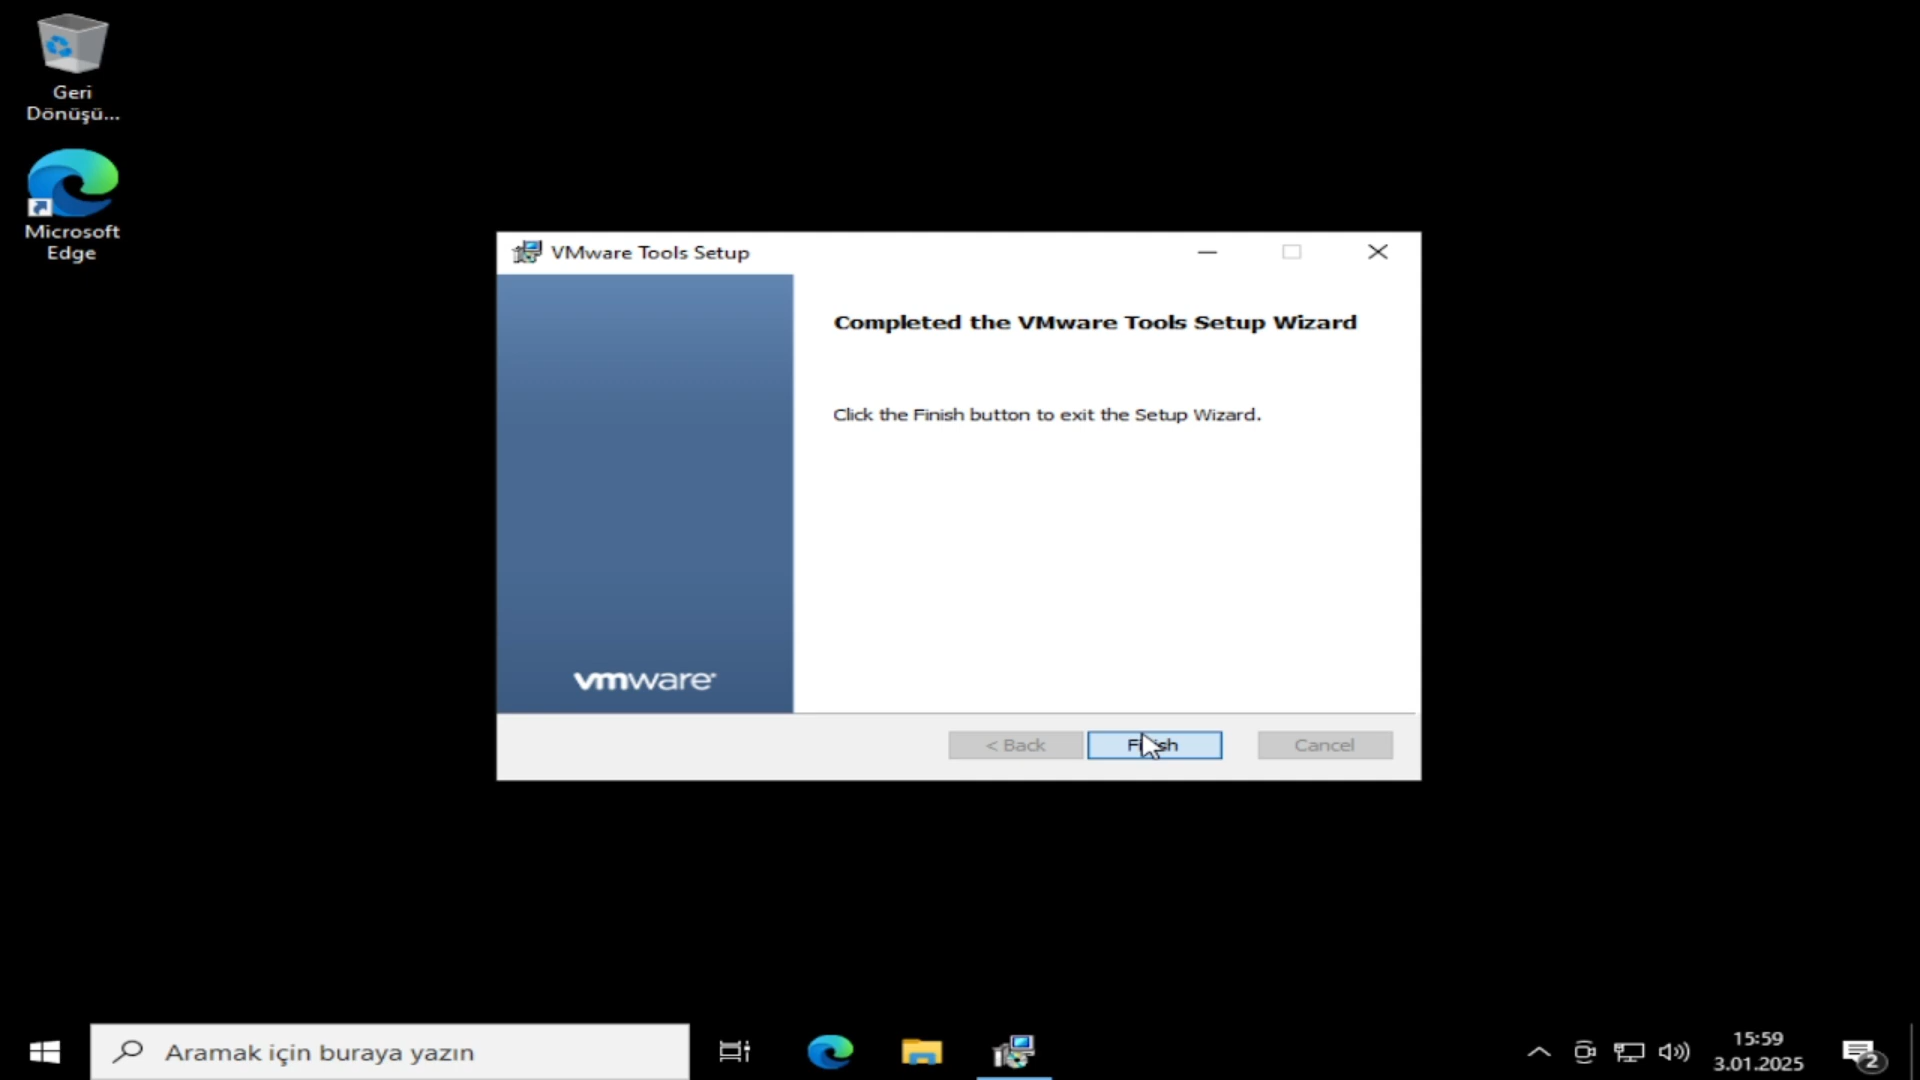 Geri
Dönüşü...
Microsoft
Edge
VMware Tools Setup
Completed the VMware Tools Setup Wizard
Click the Finish button to exit the Setup Wizard.
vmware
< Back
Finish
Cancel
Aramak için buraya yazın
15:59
3.01.2025
2